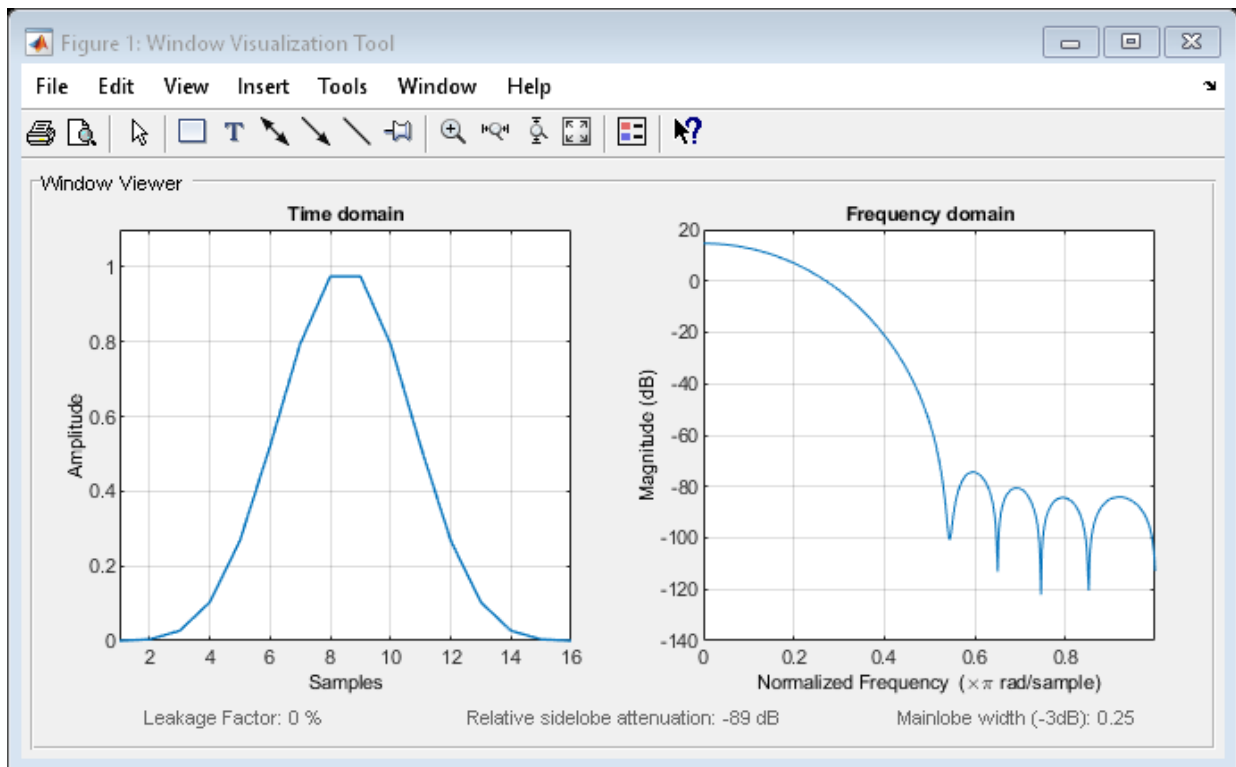 Figure 1: Window Visualization Tool
File Edit View Insert Tools Window Help
T
?
Window Viewer
Time domain
1
0.8
0.6
0.4
0.2
0
2 4 6 8 10 12 14 16
Amplitude
Samples
Frequency domain
20
0
-20
-40
-60
-80
-100
-120
-140
0 0.2 0.4 0.6 0.8
Magnitude (dB)
Normalized Frequency (×π rad/sample)
Leakage Factor: 0 % Relative sidelobe attenuation: -89 dB Mainlobe width (-3dB): 0.25